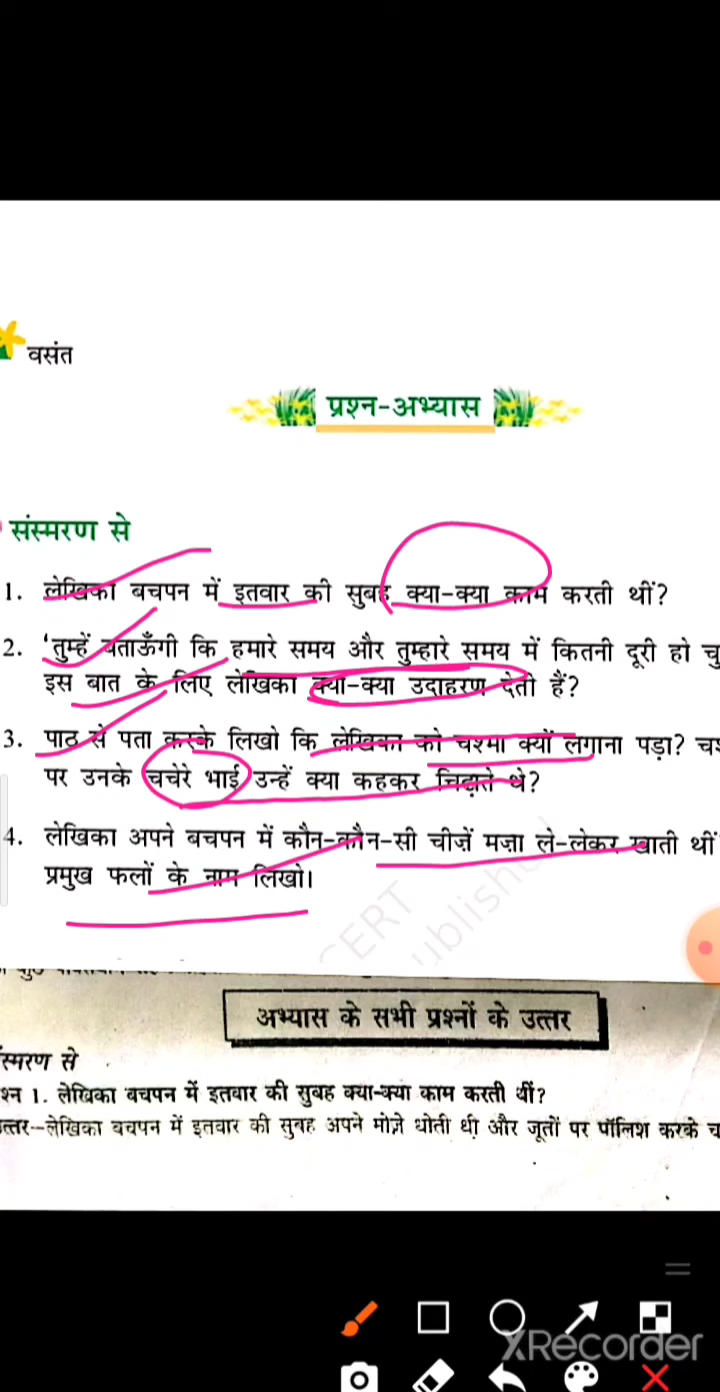 वसंत
प्रश्न-अभ्यास
संस्मरण से
1. लेखिका बचपन में इतवार की सुबह क्या-क्या काम करती थीं?
2. 'तुम्हें बताऊँगी कि हमारे समय और तुम्हारे समय में कितनी दूरी हो चु
इस बात के लिए लेखिका क्या-क्या उदाहरण देती हैं?
3. पाठ से पता करके लिखो कि लेखिका को चश्मा क्यों लगाना पड़ा? चश
पर उनके चचेरे भाई उन्हें क्या कहकर चिढ़ाते थे?
4. लेखिका अपने बचपन में कौन-कौन-सी चीज़ें मज़ा ले-लेकर खाती थीं
प्रमुख फलों के नाम लिखो।
CERT
ublished
अभ्यास के सभी प्रश्नों के उत्तर
स्मरण से
श्न 1. लेखिका बचपन में इतवार की सुबह क्या-क्या काम करती थीं?
त्तर–लेखिका बचपन में इतवार की सुबह अपने मोज़े धोती थी और जूतों पर पॉलिश करके च
XRecorder